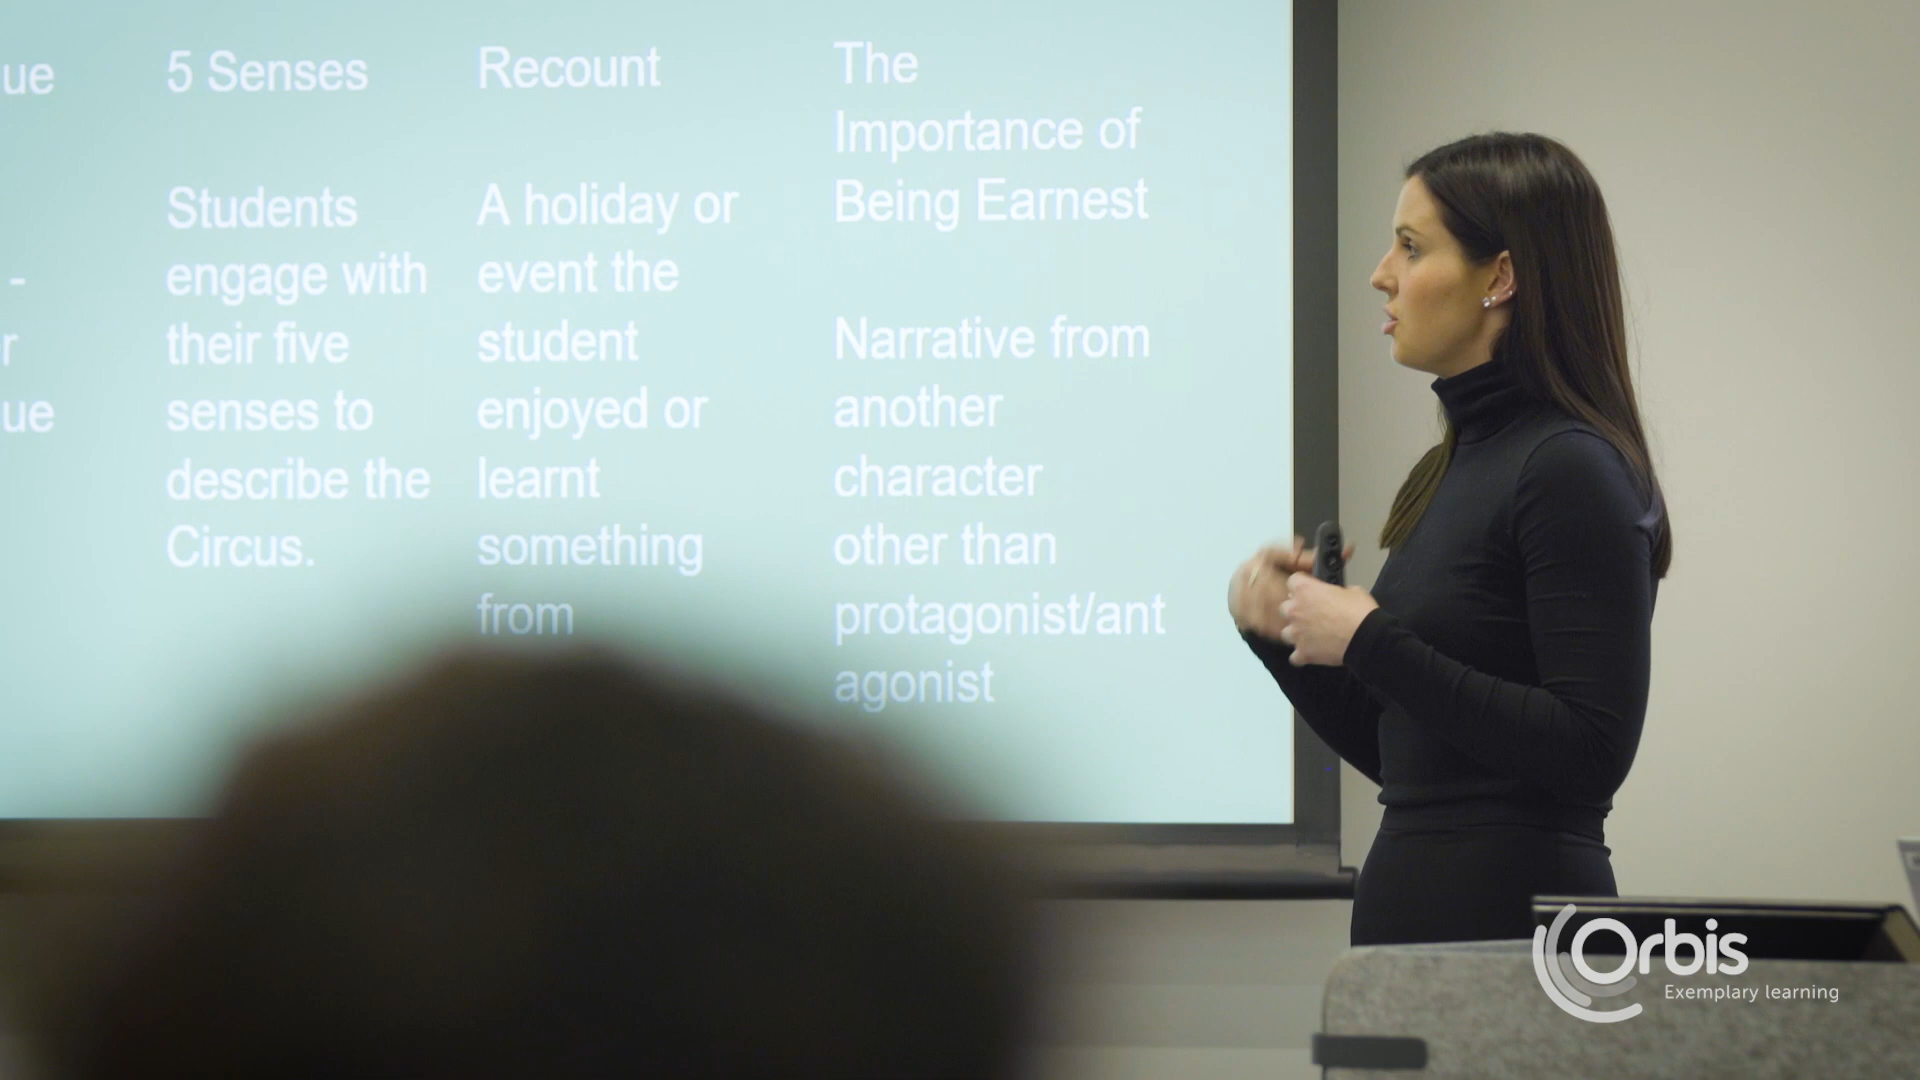 ue
-
r
ue
5 Senses
Students
engage with
their five
senses to
describe the
Circus.
Recount
A holiday or
event the
student
enjoyed or
learnt
something
from
The
Importance of
Being Earnest
Narrative from
another
character
other than
protagonist/ant
agonist
Orbis
Exemplary learning